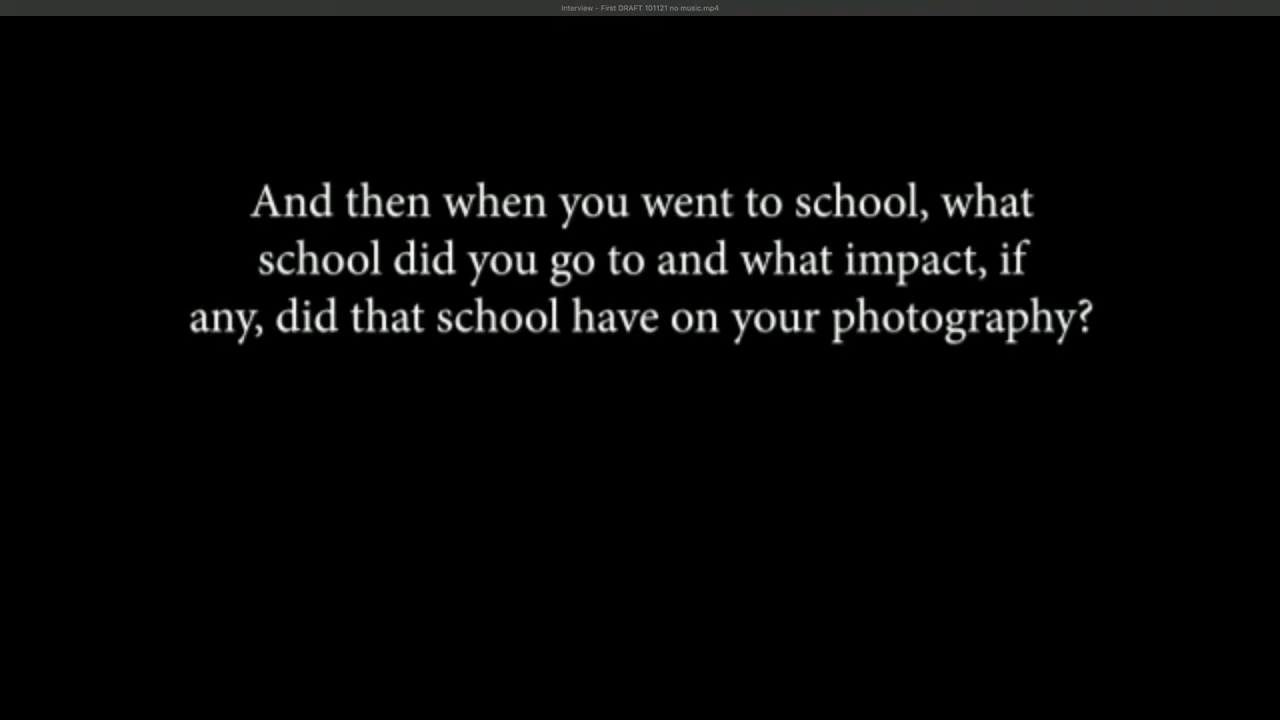 Interview - First DRAFT 101121 no music.mp4
And then when you went to school, what
school did you go to and what impact, if
any, did that school have on your photography?